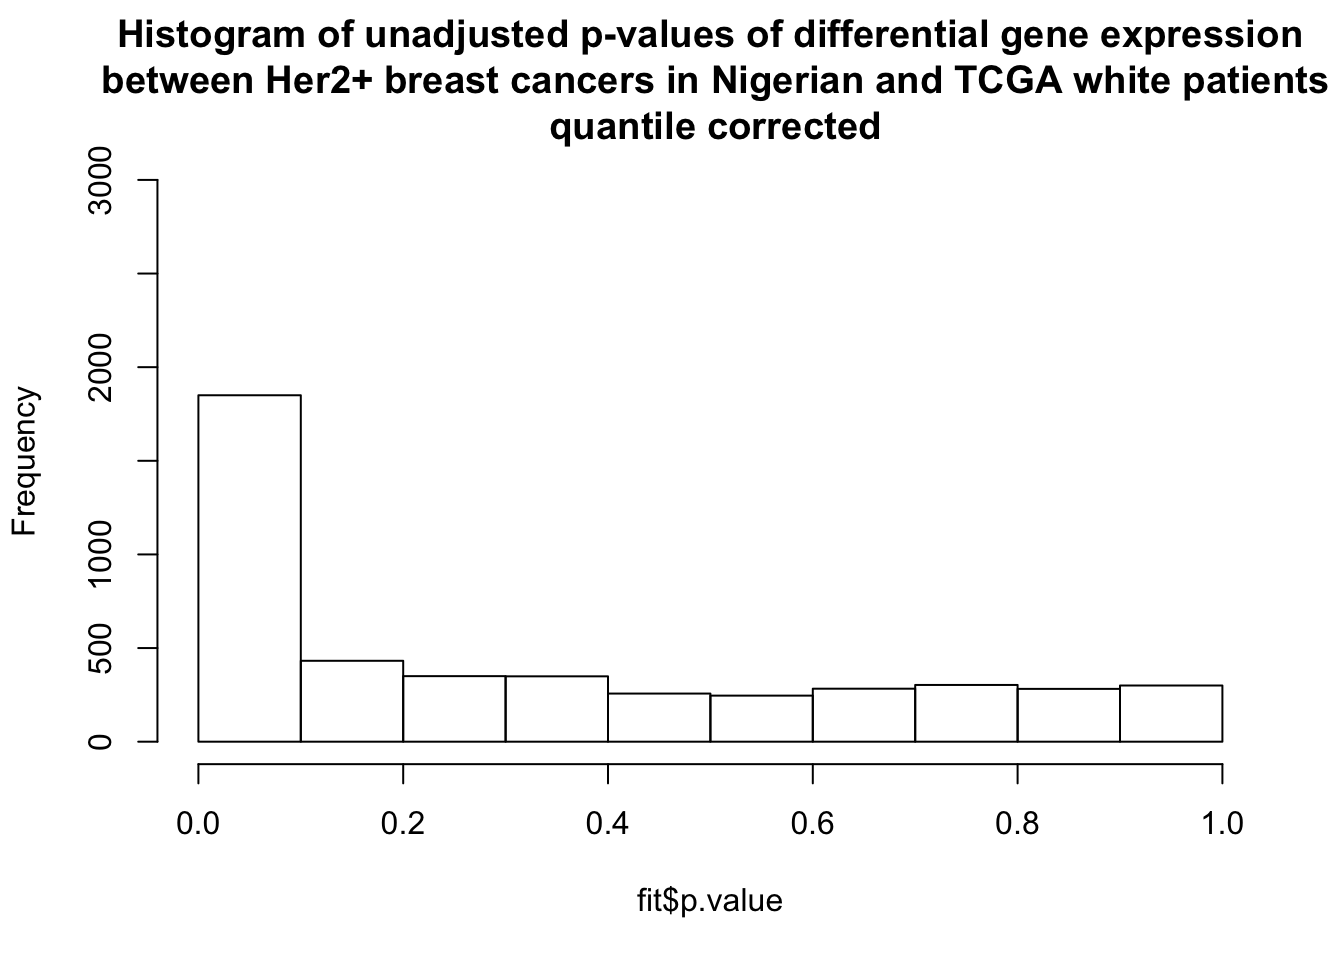 Histogram of unadjusted p-values of differential gene expression
between Her2+ breast cancers in Nigerian and TCGA white patients
quantile corrected
3000
2000
1000
500
0
Frequency
0.0 0.2 0.4 0.6 0.8 1.0
fit$p.value